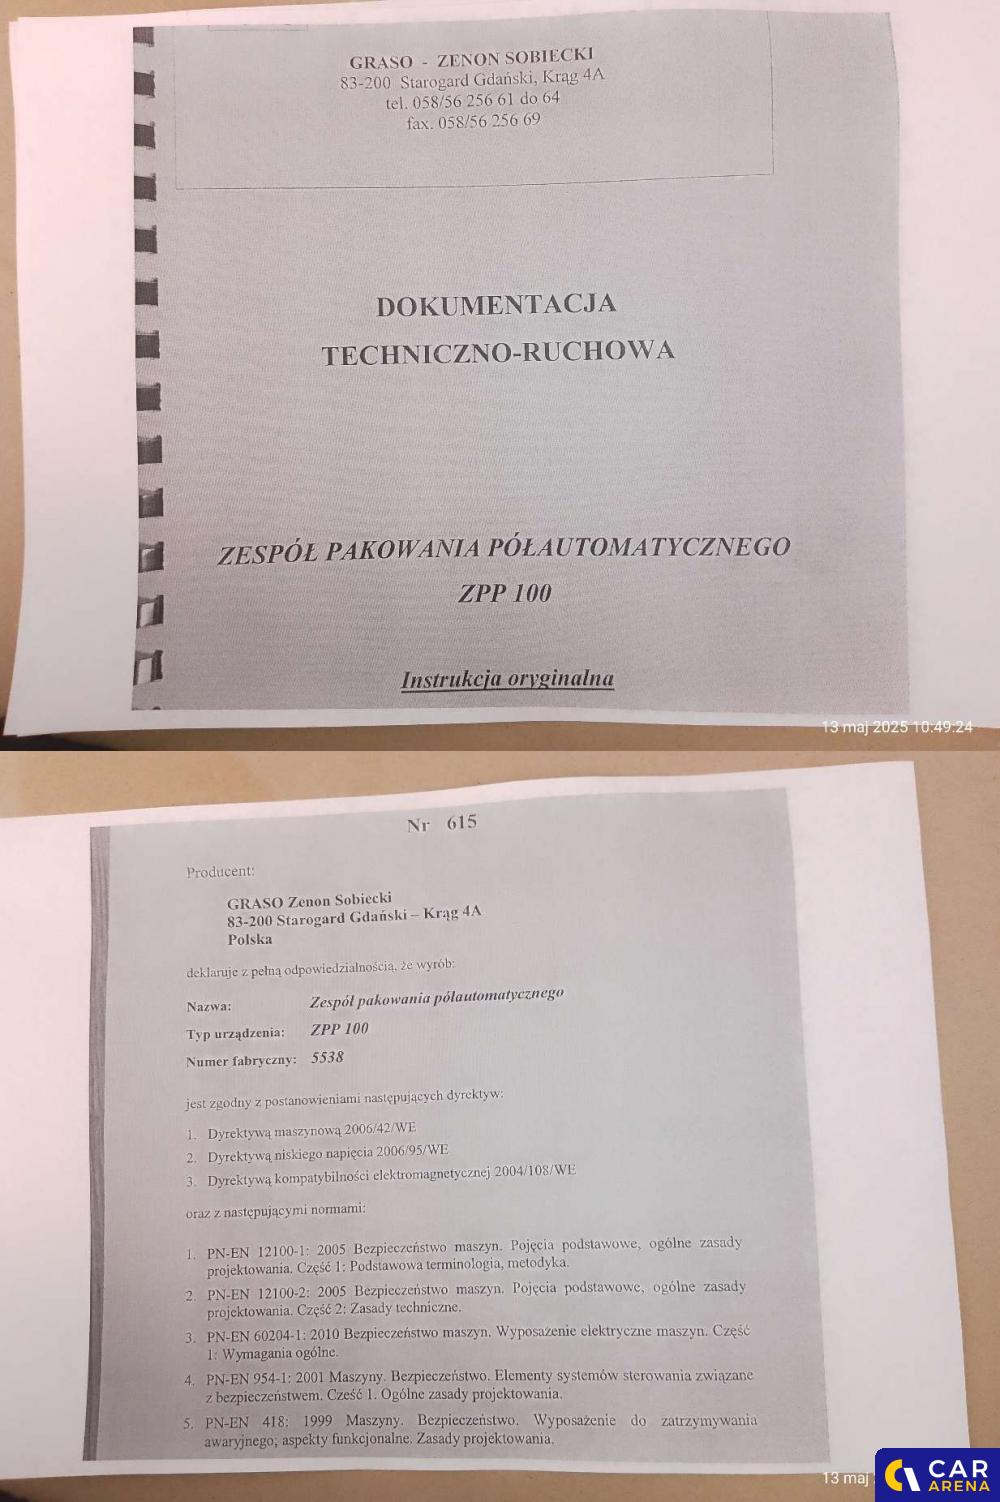 GRASO - ZENON SOBIECKI
83-200 Starogard Gdański, Krąg 4A
tel. 058/56 256 61 do 64
fax. 058/56 256 69
DOKUMENTACJA
TECHNICZNO-RUCHOWA
ZESPÓŁ PAKOWANIA PÓŁAUTOMATYCZNEGO
ZPP 100
Instrukcja oryginalna
13 maj 2025 10:49:24
Nr 615
Producent:
GRASO Zenon Sobiecki
83-200 Starogard Gdański – Krąg 4A
Polska
deklaruje z pełną odpowiedzialnością, że wyrób:
Nazwa: Zespół pakowania półautomatycznego
Typ urządzenia: ZPP 100
Numer fabryczny: 5538
jest zgodny z postanowieniami następujących dyrektyw:
1. Dyrektywą maszynową 2006/42/WE
2. Dyrektywą niskiego napięcia 2006/95/WE
3. Dyrektywą kompatybilności elektromagnetycznej 2004/108/WE
oraz z następującymi normami:
1. PN-EN 12100-1: 2005 Bezpieczeństwo maszyn. Pojęcia podstawowe, ogólne zasady
projektowania. Część 1: Podstawowa terminologia, metodyka.
2. PN-EN 12100-2: 2005 Bezpieczeństwo maszyn. Pojęcia podstawowe, ogólne zasady
projektowania. Część 2: Zasady techniczne.
3. PN-EN 60204-1: 2010 Bezpieczeństwo maszyn. Wyposażenie elektryczne maszyn. Część
1: Wymagania ogólne.
4. PN-EN 954-1: 2001 Maszyny. Bezpieczeństwo. Elementy systemów sterowania związane
z bezpieczeństwem. Cześć 1. Ogólne zasady projektowania.
5. PN-EN 418: 1999 Maszyny. Bezpieczeństwo. Wyposażenie do zatrzymywania
awaryjnego; aspekty funkcjonalne. Zasady projektowania.
13 maj
CAR
ARENA